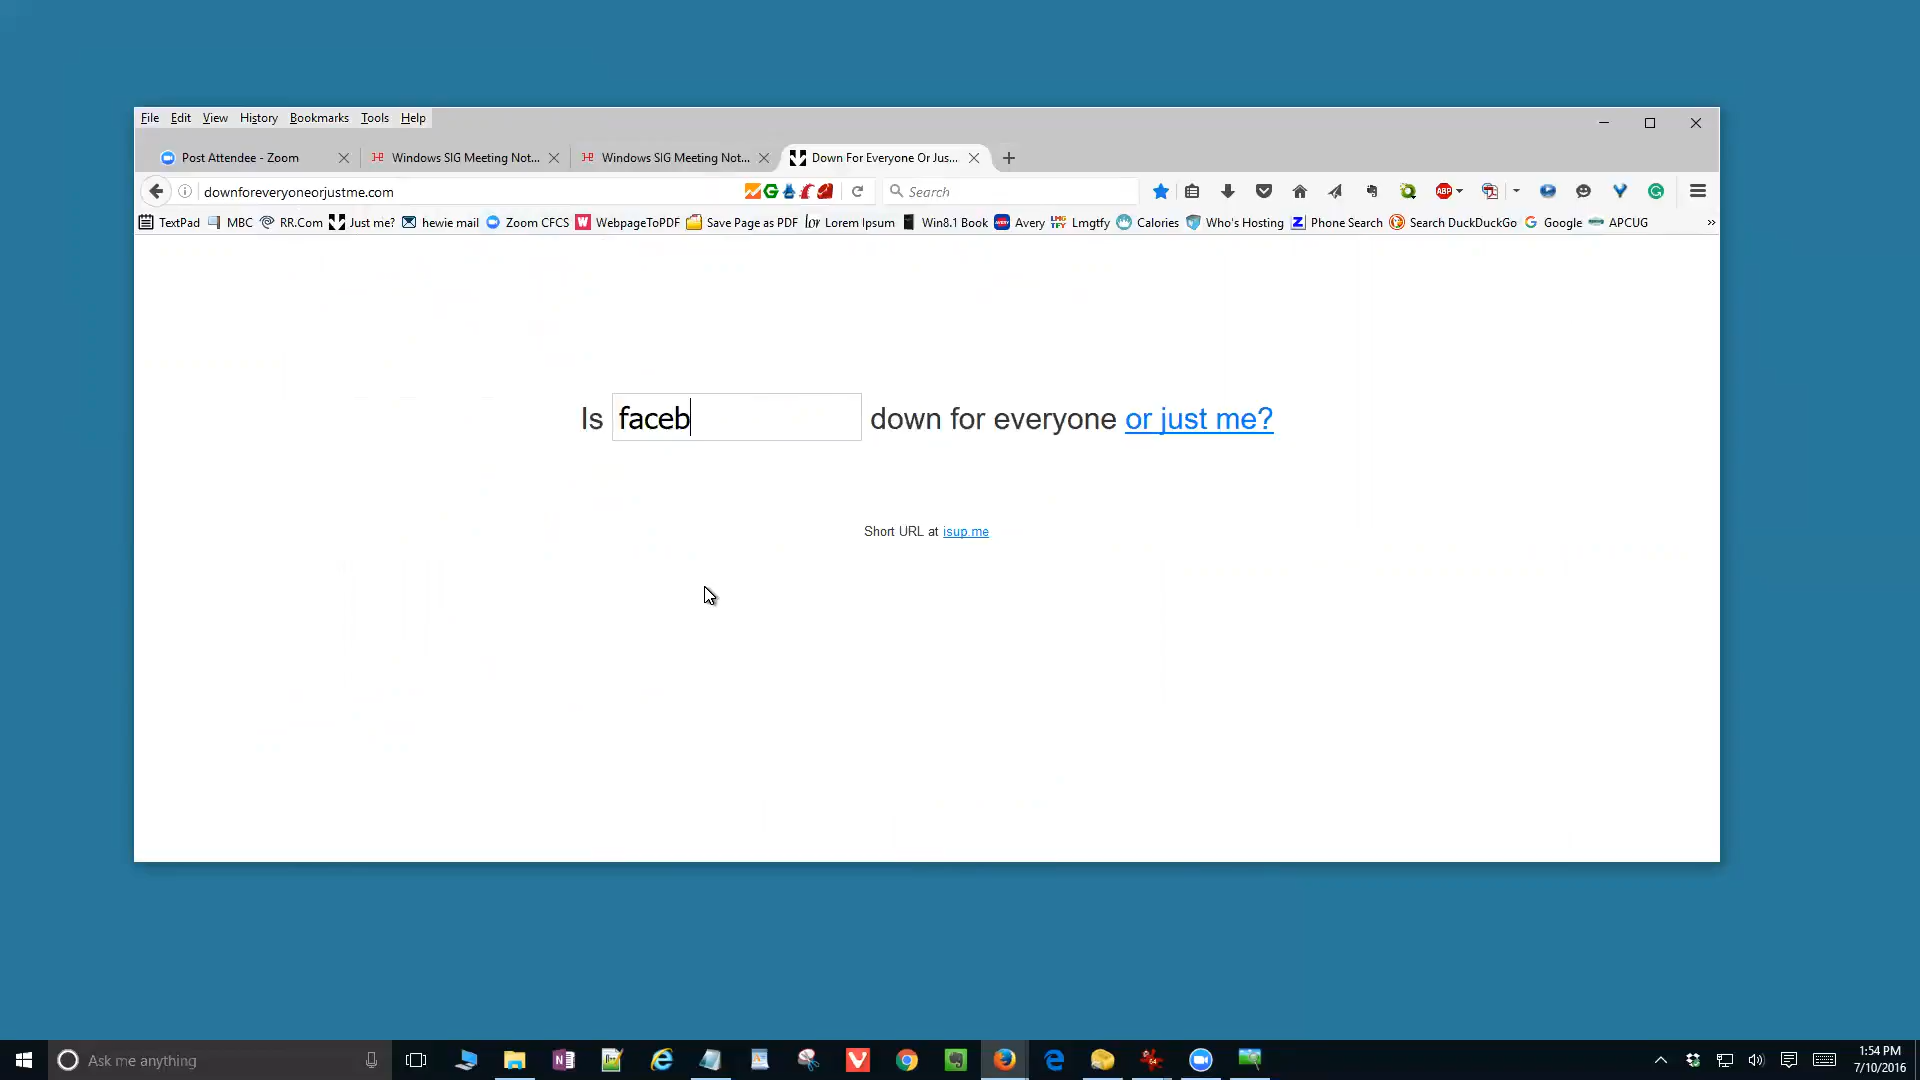 File Edit View History Bookmarks Tools Help
Post Attendee - Zoom Windows SIG Meeting Not... Windows SIG Meeting Not... Down For Everyone Or Jus...
downforeveryoneorjustme.com Search
TextPad MBC RR.Com Just me? hewie mail Zoom CFCS WebpageToPDF Save Page as PDF Lorem Ipsum Win8.1 Book Avery Lmgtfy Calories Who's Hosting Phone Search Search DuckDuckGo Google APCUG
Is faceb down for everyone or just me?
Short URL at isup.me
Ask me anything
1:54 PM
7/10/2016